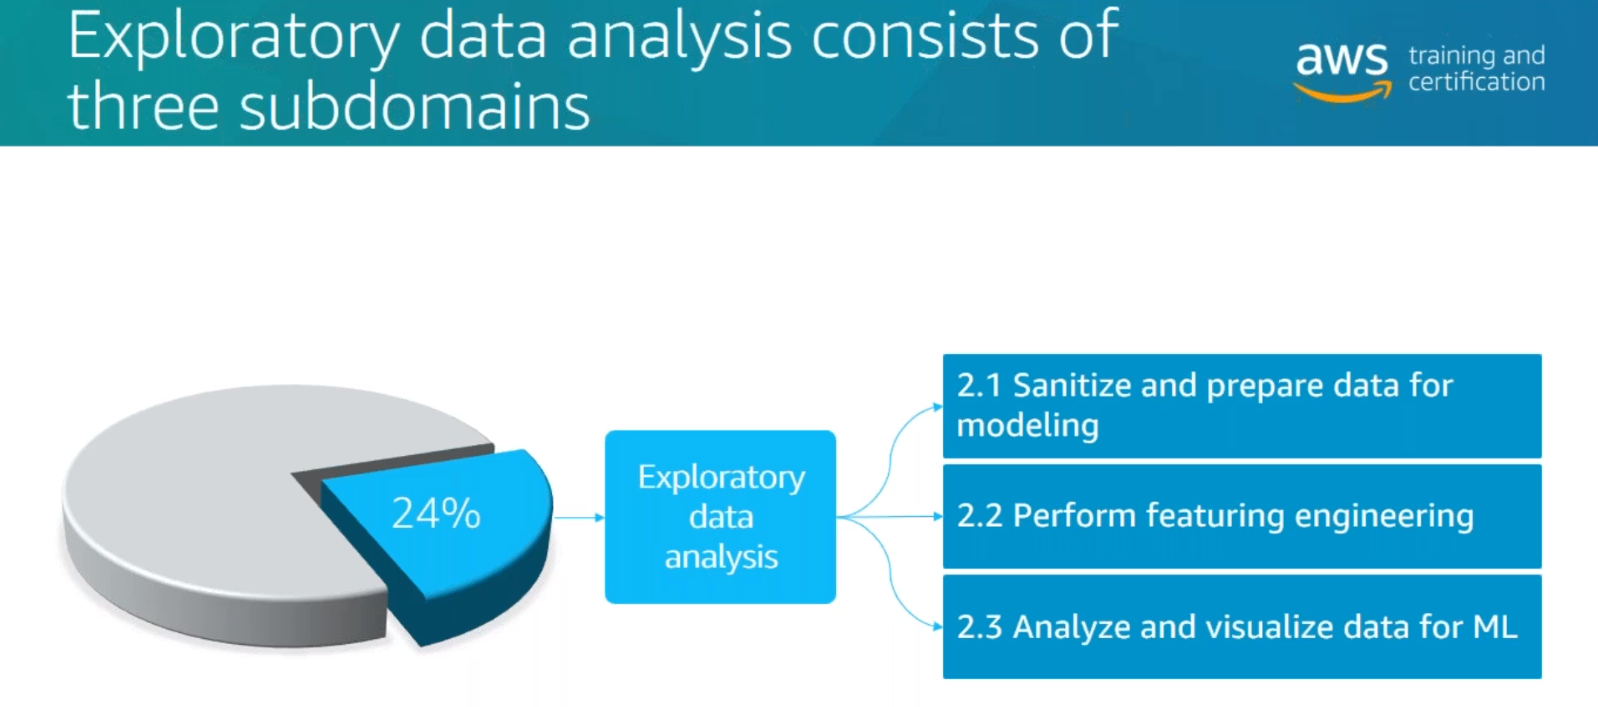 Exploratory data analysis consists of
three subdomains
aws
training and
certification
24%
Exploratory
data
analysis
2.1 Sanitize and prepare data for
modeling
2.2 Perform featuring engineering
2.3 Analyze and visualize data for ML